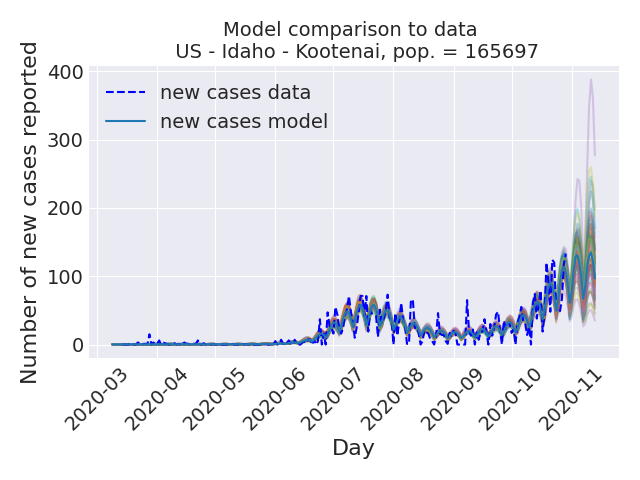 Model comparison to data
US - Idaho - Kootenai, pop. = 165697
new cases data
new cases model
Number of new cases reported
400
300
200
100
0
2020-03
2020-04
2020-05
2020-06
2020-07
2020-08
2020-09
2020-10
2020-11
Day